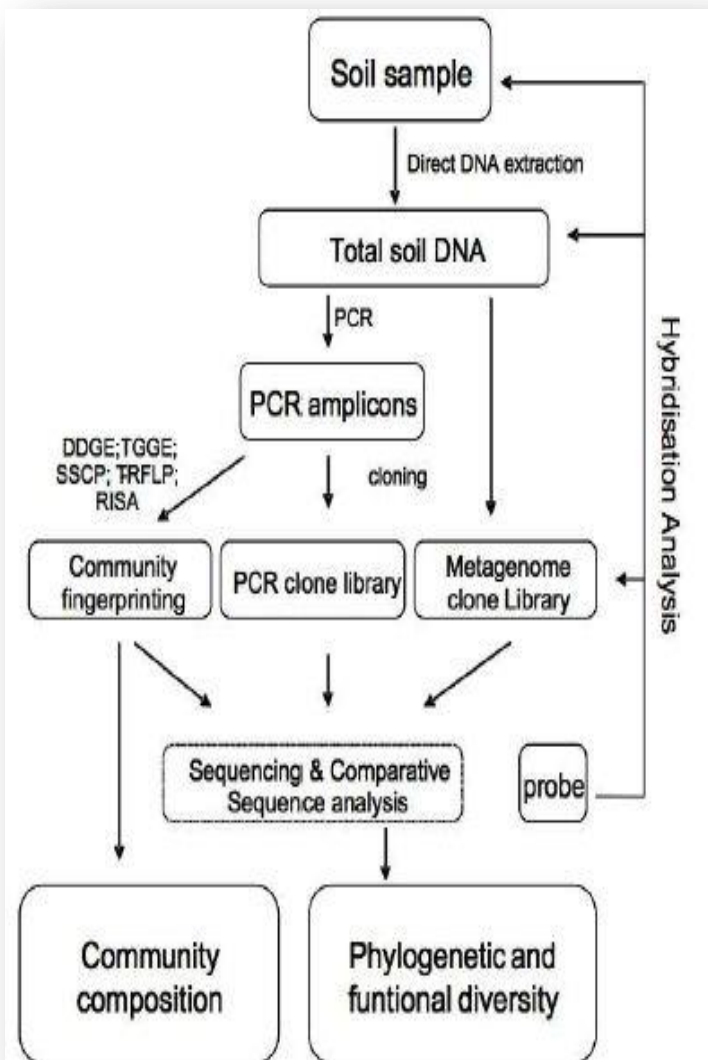 Soil sample
Direct DNA extraction
Total soil DNA
PCR
PCR amplicons
DDGE;TGGE;
SSCP; TRFLP;
RISA
cloning
Community
fingerprinting
PCR clone library
Metagenome
clone Library
Hybridisation Analysis
Sequencing & Comparative
Sequence analysis
probe
Community
composition
Phylogenetic and
funtional diversity